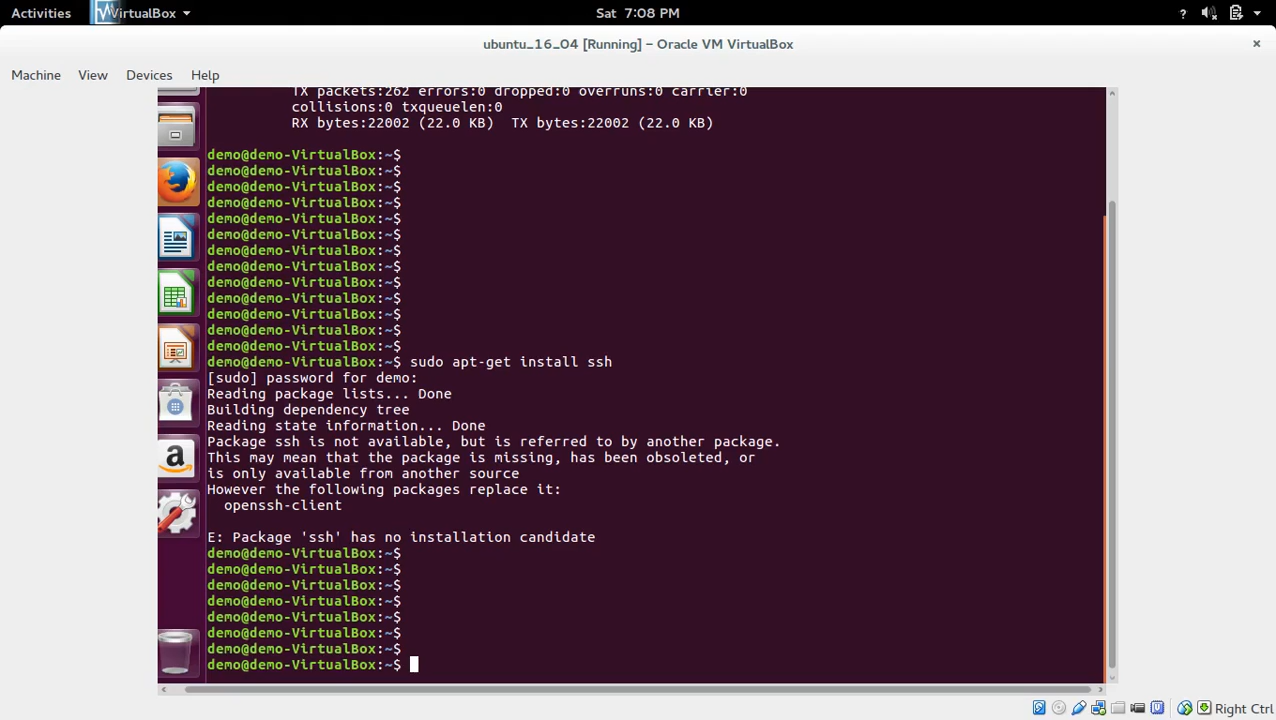 Activities VirtualBox Sat 7:08 PM ?
ubuntu_16_04 [Running] – Oracle VM VirtualBox ×
Machine View Devices Help
TX packets:262 errors:0 dropped:0 overruns:0 carrier:0
collisions:0 txqueuelen:0
RX bytes:22002 (22.0 KB)  TX bytes:22002 (22.0 KB)
demo@demo-VirtualBox:~$
demo@demo-VirtualBox:~$
demo@demo-VirtualBox:~$
demo@demo-VirtualBox:~$
demo@demo-VirtualBox:~$
demo@demo-VirtualBox:~$
demo@demo-VirtualBox:~$
demo@demo-VirtualBox:~$
demo@demo-VirtualBox:~$
demo@demo-VirtualBox:~$
demo@demo-VirtualBox:~$
demo@demo-VirtualBox:~$
demo@demo-VirtualBox:~$
demo@demo-VirtualBox:~$ sudo apt-get install ssh
[sudo] password for demo:
Reading package lists... Done
Building dependency tree
Reading state information... Done
Package ssh is not available, but is referred to by another package.
This may mean that the package is missing, has been obsoleted, or
is only available from another source
However the following packages replace it:
  openssh-client
E: Package 'ssh' has no installation candidate
demo@demo-VirtualBox:~$
demo@demo-VirtualBox:~$
demo@demo-VirtualBox:~$
demo@demo-VirtualBox:~$
demo@demo-VirtualBox:~$
demo@demo-VirtualBox:~$
demo@demo-VirtualBox:~$
demo@demo-VirtualBox:~$
Right Ctrl